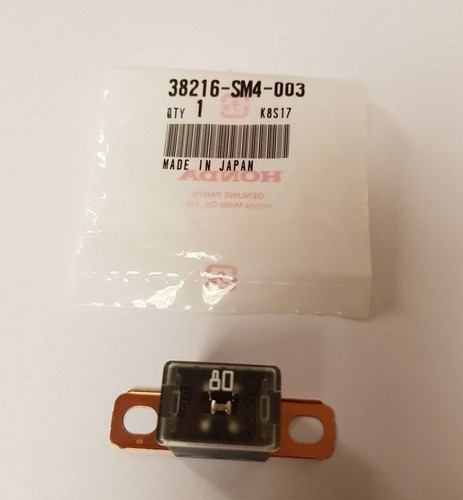 38216-SM4-003
QTY 1 K8S17
MADE IN JAPAN
HONDA
GENUINE PARTS
Honda Motor Co., Ltd.
80